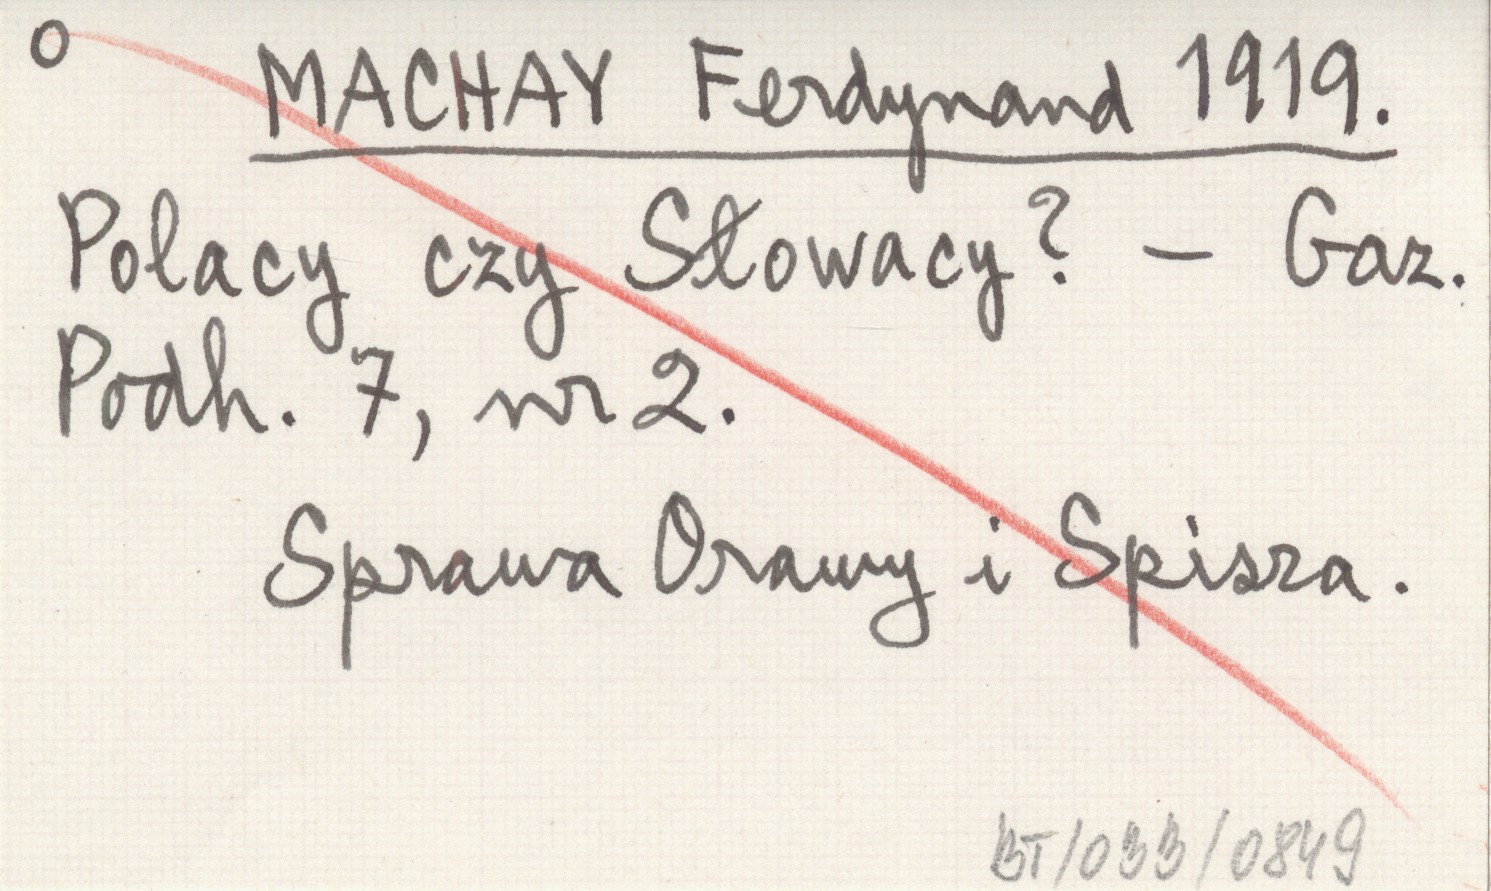 O
MACHAY Ferdynand 1919.
Polacy czy Słowacy? – Gaz.
Podh. 7, nr 2.
Sprawa Orawy i Spisza.
BT/033/0849